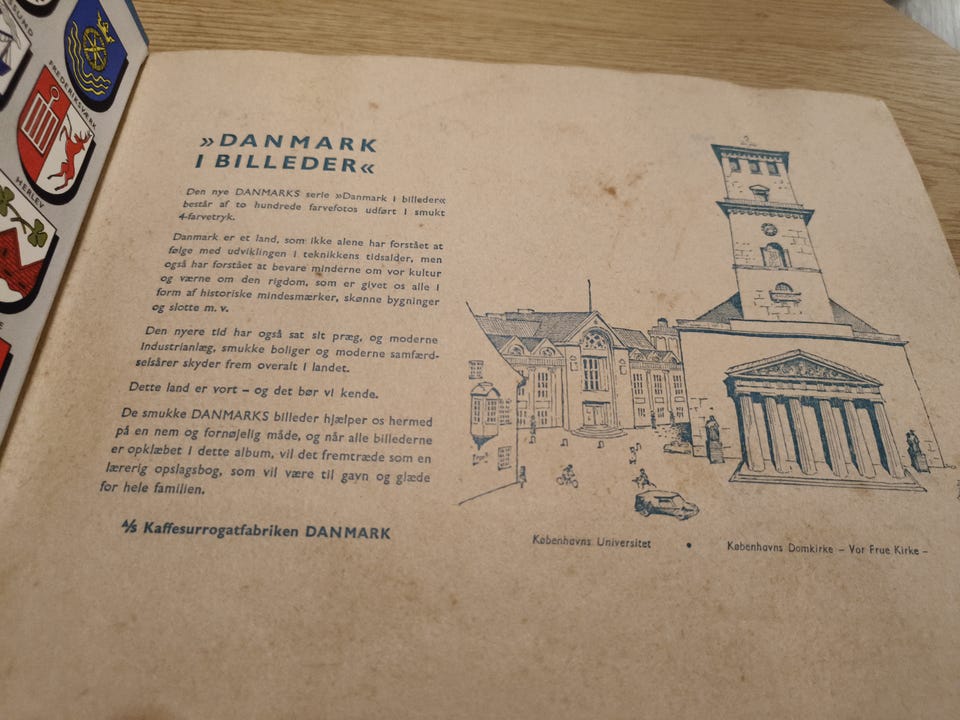 SUND
FREDERIKSVÆRK
HERLEV
»DANMARK
I BILLEDER«
Den nye DANMARKS serie »Danmark i billeder«
består af to hundrede farvefotos udført i smukt
4-farvetryk.
Danmark er et land, som ikke alene har forstået at
følge med udviklingen i teknikkens tidsalder, men
også har forstået at bevare minderne om vor kultur
og værne om den rigdom, som er givet os alle i
form af historiske mindesmærker, skønne bygninger
og slotte m. v.
Den nyere tid har også sat sit præg, og moderne
industrianlæg, smukke boliger og moderne samfærd-
selsårer skyder frem overalt i landet.
Dette land er vort – og det bør vi kende.
De smukke DANMARKS billeder hjælper os hermed
på en nem og fornøjelig måde, og når alle billederne
er opklæbet i dette album, vil det fremtræde som en
lærerig opslagsbog, som vil være til gavn og glæde
for hele familien.
A/S Kaffesurrogatfabriken DANMARK
Københavns Universitet • Københavns Domkirke – Vor Frue Kirke –